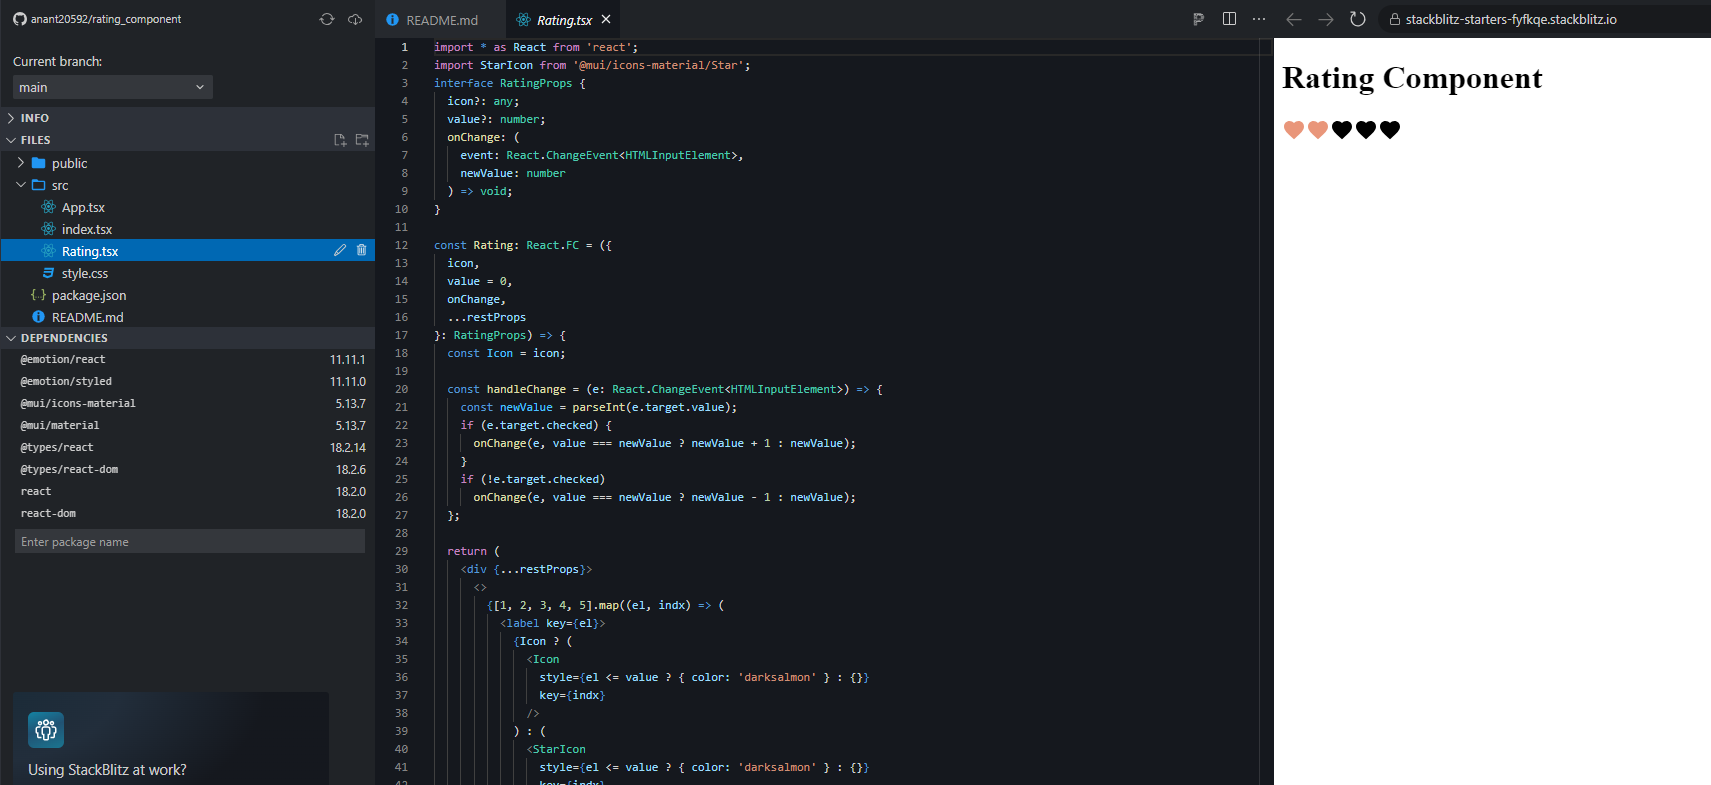 anant20592/rating_component
Current branch:
main
INFO
FILES
public
src
App.tsx
index.tsx
Rating.tsx
style.css
package.json
README.md
DEPENDENCIES
@emotion/react 11.11.1
@emotion/styled 11.11.0
@mui/icons-material 5.13.7
@mui/material 5.13.7
@types/react 18.2.14
@types/react-dom 18.2.6
react 18.2.0
react-dom 18.2.0
Enter package name
Using StackBlitz at work?
README.md
Rating.tsx
1 import * as React from 'react';
2 import StarIcon from '@mui/icons-material/Star';
3 interface RatingProps {
4 icon?: any;
5 value?: number;
6 onChange: (
7 event: React.ChangeEvent<HTMLInputElement>,
8 newValue: number
9 ) => void;
10 }
11
12 const Rating: React.FC = ({
13 icon,
14 value = 0,
15 onChange,
16 ...restProps
17 }: RatingProps) => {
18 const Icon = icon;
19
20 const handleChange = (e: React.ChangeEvent<HTMLInputElement>) => {
21 const newValue = parseInt(e.target.value);
22 if (e.target.checked) {
23 onChange(e, value === newValue ? newValue + 1 : newValue);
24 }
25 if (!e.target.checked)
26 onChange(e, value === newValue ? newValue - 1 : newValue);
27 };
28
29 return (
30 <div {...restProps}>
31 <>
32 {[1, 2, 3, 4, 5].map((el, indx) => (
33 <label key={el}>
34 {Icon ? (
35 <Icon
36 style={el <= value ? { color: 'darksalmon' } : {}}
37 key={indx}
38 />
39 ) : (
40 <StarIcon
41 style={el <= value ? { color: 'darksalmon' } : {}}
42 key={indx}
stackblitz-starters-fyfkqe.stackblitz.io
Rating Component